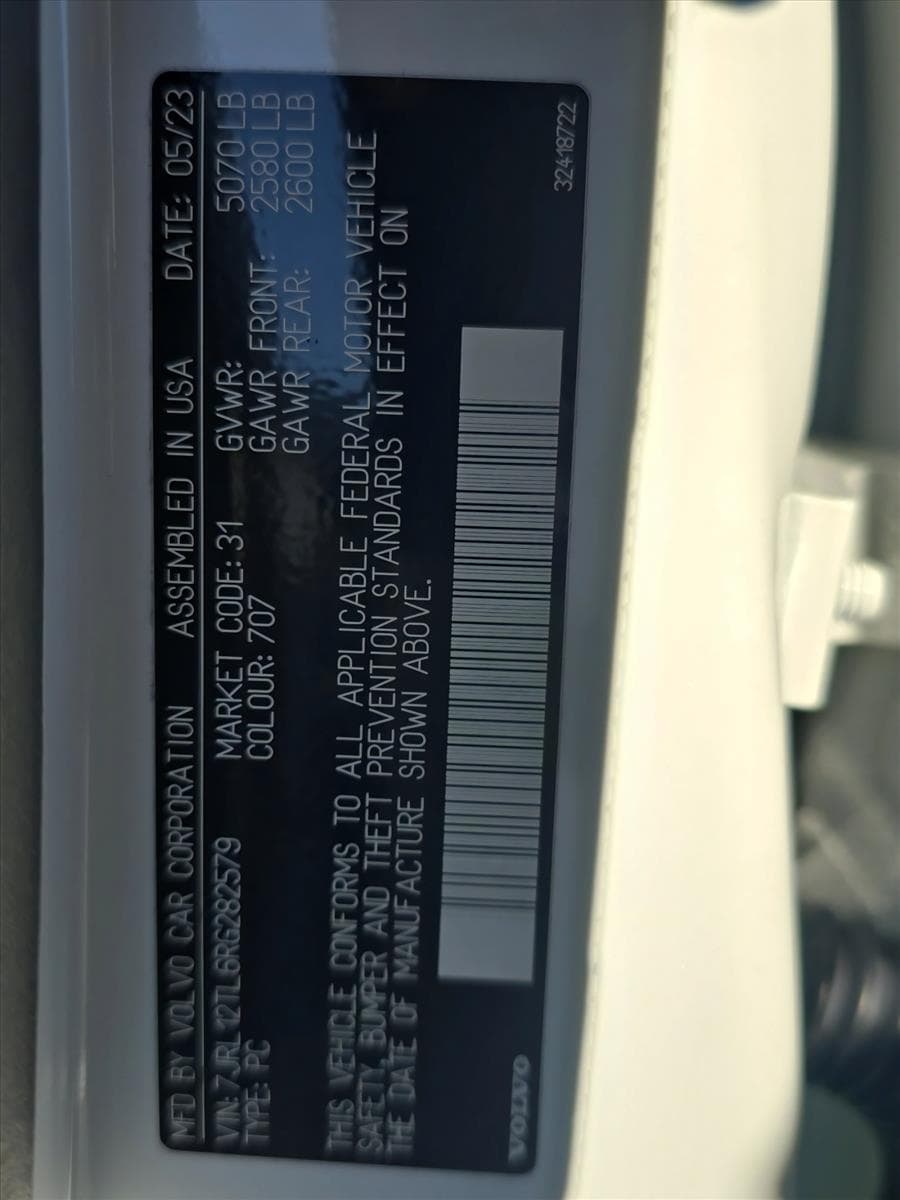 MFD BY VOLVO CAR CORPORATION ASSEMBLED IN USA DATE: 05/23
VIN: 7JRL12TL6RG282579 MARKET CODE: 31 GVWR: 5070 LB
TYPE: PC COLOUR: 707 GAWR FRONT: 2580 LB
GAWR REAR: 2600 LB
THIS VEHICLE CONFORMS TO ALL APPLICABLE FEDERAL MOTOR VEHICLE
SAFETY, BUMPER AND THEFT PREVENTION STANDARDS IN EFFECT ON
THE DATE OF MANUFACTURE SHOWN ABOVE.
VOLVO 32418722